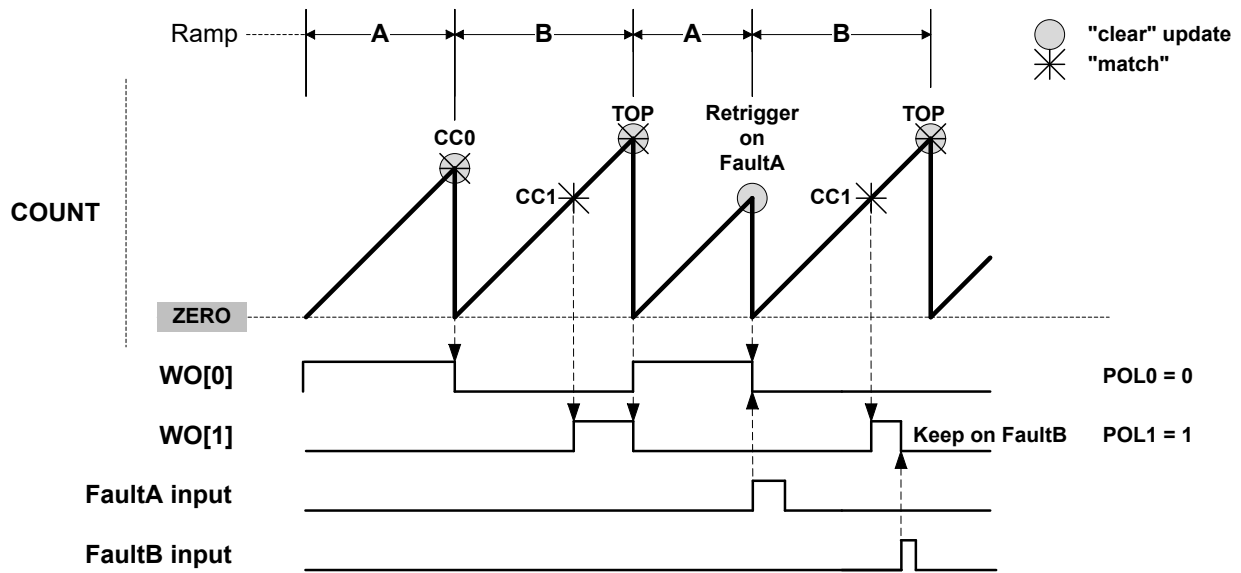 Ramp
A
B
A
B
"clear" update
"match"
TOP
Retrigger
on
FaultA
TOP
CC0
CC1
CC1
COUNT
ZERO
WO[0]
POL0 = 0
WO[1]
Keep on FaultB
POL1 = 1
FaultA input
FaultB input